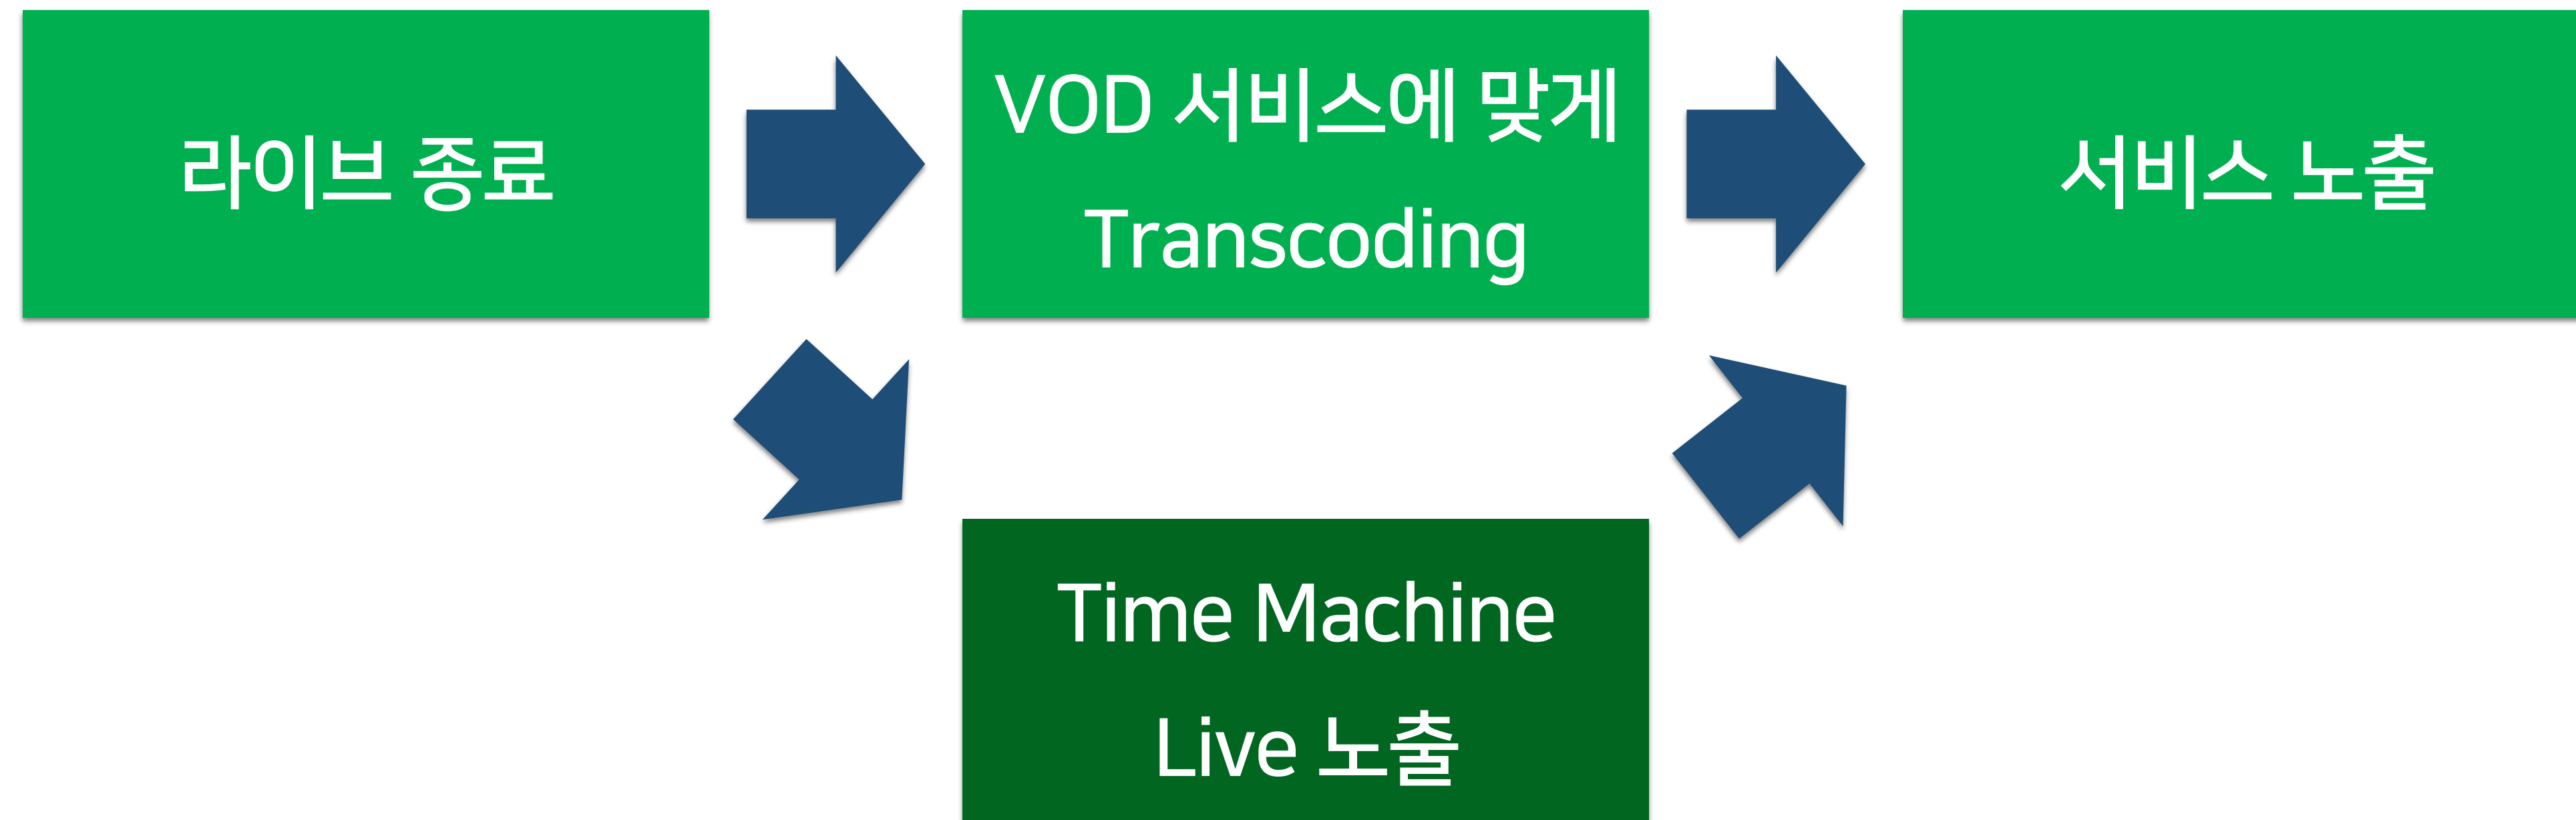 라이브 종료
VOD 서비스에 맞게
Transcoding
서비스 노출
Time Machine
Live 노출